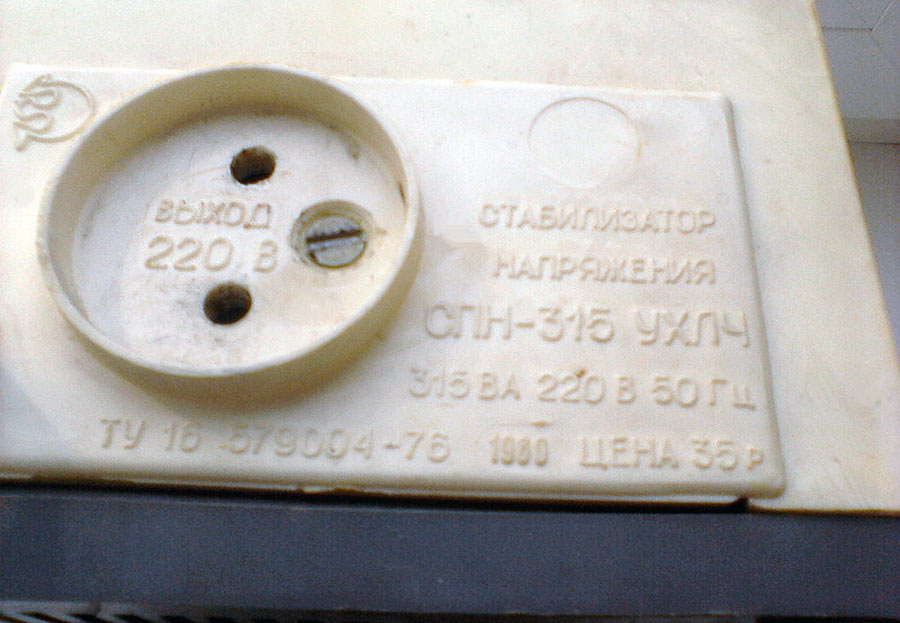 ВЫХОД
220 В
СТАБИЛИЗАТОР
НАПРЯЖЕНИЯ
СПН-315 УХЛЧ
315 ВА 220 В 50 Гц
ТУ 16 579004-76 1980 ЦЕНА 35 р